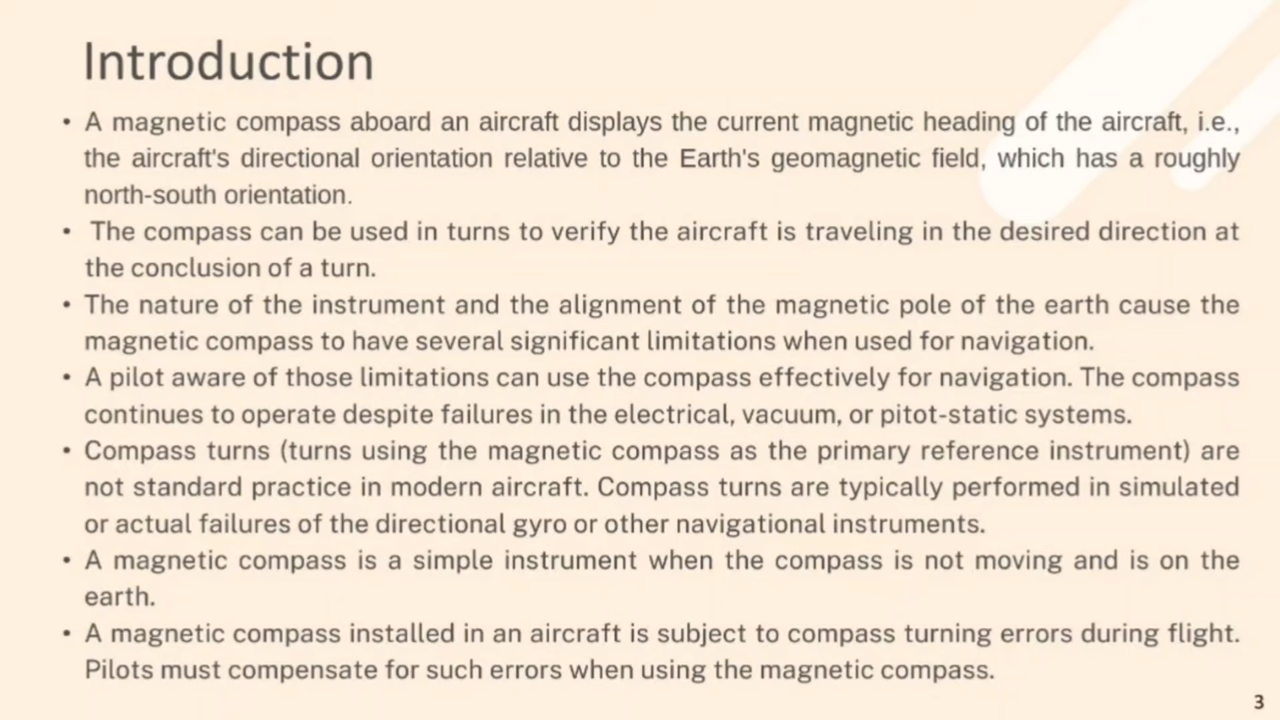 Introduction
• A magnetic compass aboard an aircraft displays the current magnetic heading of the aircraft, i.e.,
the aircraft's directional orientation relative to the Earth's geomagnetic field, which has a roughly
north-south orientation.
• The compass can be used in turns to verify the aircraft is traveling in the desired direction at
the conclusion of a turn.
• The nature of the instrument and the alignment of the magnetic pole of the earth cause the
magnetic compass to have several significant limitations when used for navigation.
• A pilot aware of those limitations can use the compass effectively for navigation. The compass
continues to operate despite failures in the electrical, vacuum, or pitot-static systems.
• Compass turns (turns using the magnetic compass as the primary reference instrument) are
not standard practice in modern aircraft. Compass turns are typically performed in simulated
or actual failures of the directional gyro or other navigational instruments.
• A magnetic compass is a simple instrument when the compass is not moving and is on the
earth.
• A magnetic compass installed in an aircraft is subject to compass turning errors during flight.
Pilots must compensate for such errors when using the magnetic compass.
3